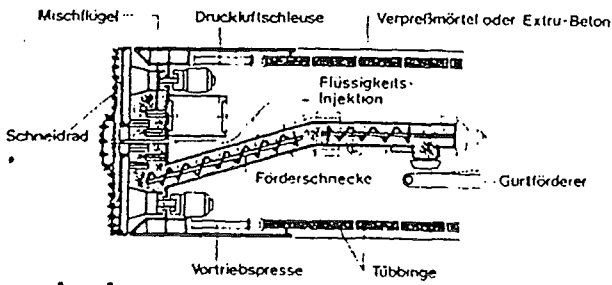 Mischflügel
Druckluftschleuse
Verpreßmörtel oder Extru-Beton
Flüssigkeits-
Injektion
Schneidrad
Förderschnecke
Gurtförderer
Vortriebspresse
Tübbinge